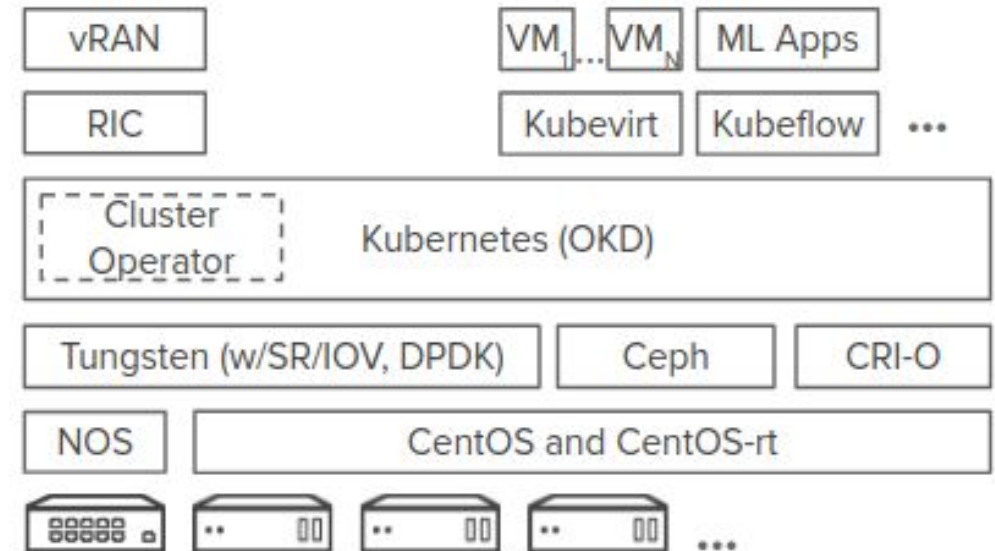 vRAN
VM1...VMN
ML Apps
RIC
Kubevirt
Kubeflow
...
Cluster
Operator
Kubernetes (OKD)
Tungsten (w/SR/IOV, DPDK)
Ceph
CRI-O
NOS
CentOS and CentOS-rt
...